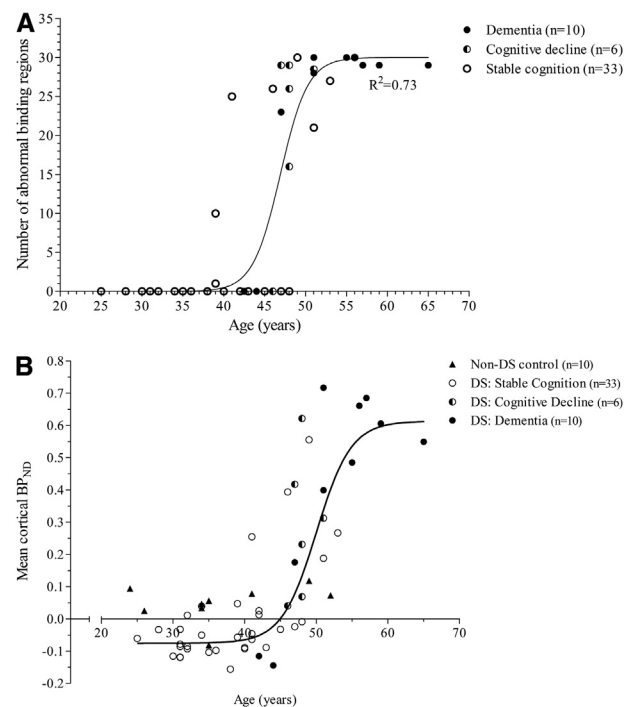 A
Number of abnormal binding regions
35
30
25
20
15
10
5
0
20 25 30 35 40 45 50 55 60 65 70
Age (years)
R²=0.73
Dementia (n=10)
Cognitive decline (n=6)
Stable cognition (n=33)
B
Mean cortical BPND
0.8
0.7
0.6
0.5
0.4
0.3
0.2
0.1
0.0
-0.1
-0.2
20 30 40 50 60 70
Age (years)
Non-DS control (n=10)
DS: Stable Cognition (n=33)
DS: Cognitive Decline (n=6)
DS: Dementia (n=10)